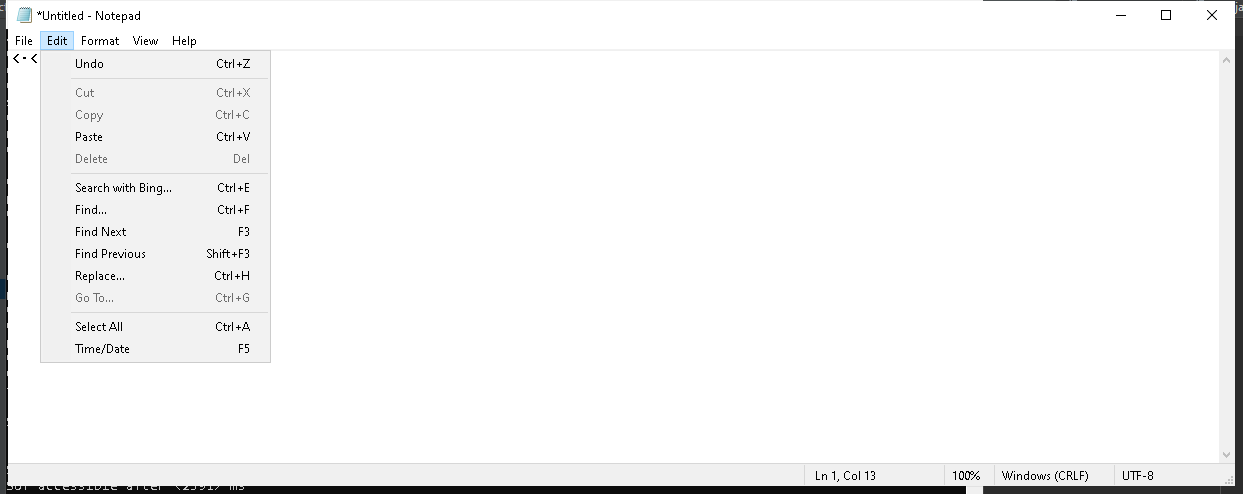 *Untitled - Notepad
File Edit Format View Help
<-<
Undo Ctrl+Z
Cut Ctrl+X
Copy Ctrl+C
Paste Ctrl+V
Delete Del
Search with Bing... Ctrl+E
Find... Ctrl+F
Find Next F3
Find Previous Shift+F3
Replace... Ctrl+H
Go To... Ctrl+G
Select All Ctrl+A
Time/Date F5
Ln 1, Col 13 100% Windows (CRLF) UTF-8
accessible after <2591> ms